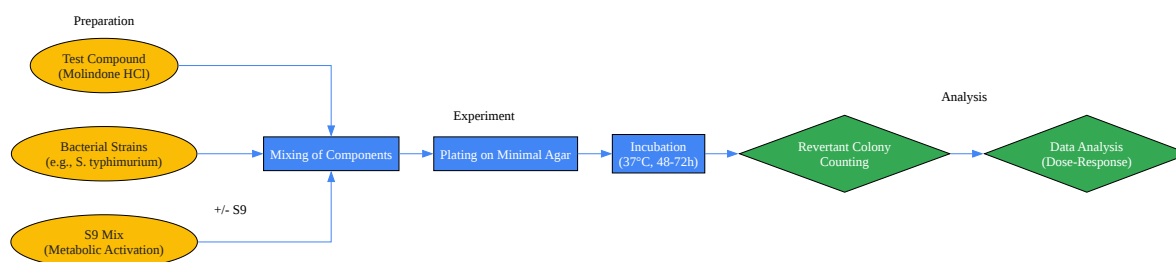 Preparation
Test Compound
(Molindone HCl)
Bacterial Strains
(e.g., S. typhimurium)
S9 Mix
(Metabolic Activation)
+/- S9
Mixing of Components
Experiment
Plating on Minimal Agar
Incubation
(37°C, 48-72h)
Analysis
Revertant Colony
Counting
Data Analysis
(Dose-Response)